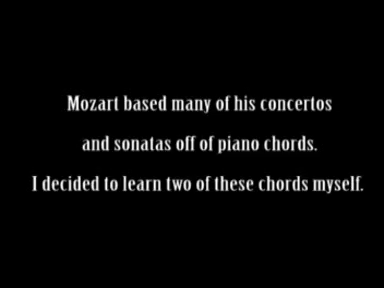 Mozart based many of his concertos
and sonatas off of piano chords.
I decided to learn two of these chords myself.